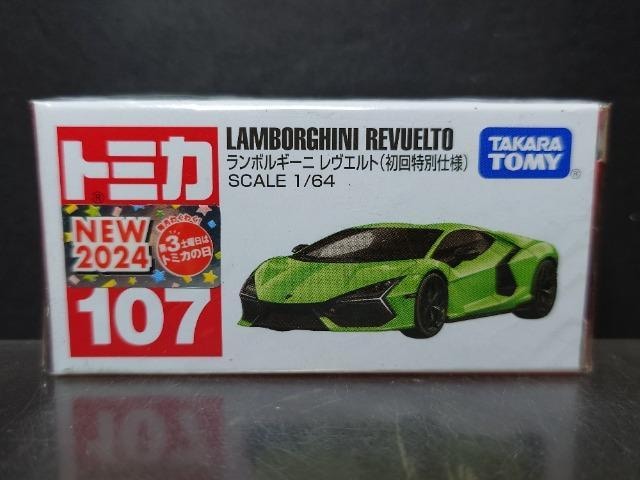 トミカ
LAMBORGHINI REVUELTO
ランボルギーニ レヴエルト(初回特別仕様)
SCALE 1/64
TAKARA
TOMY
NEW
2024
第3土曜日は
トミカの日
107